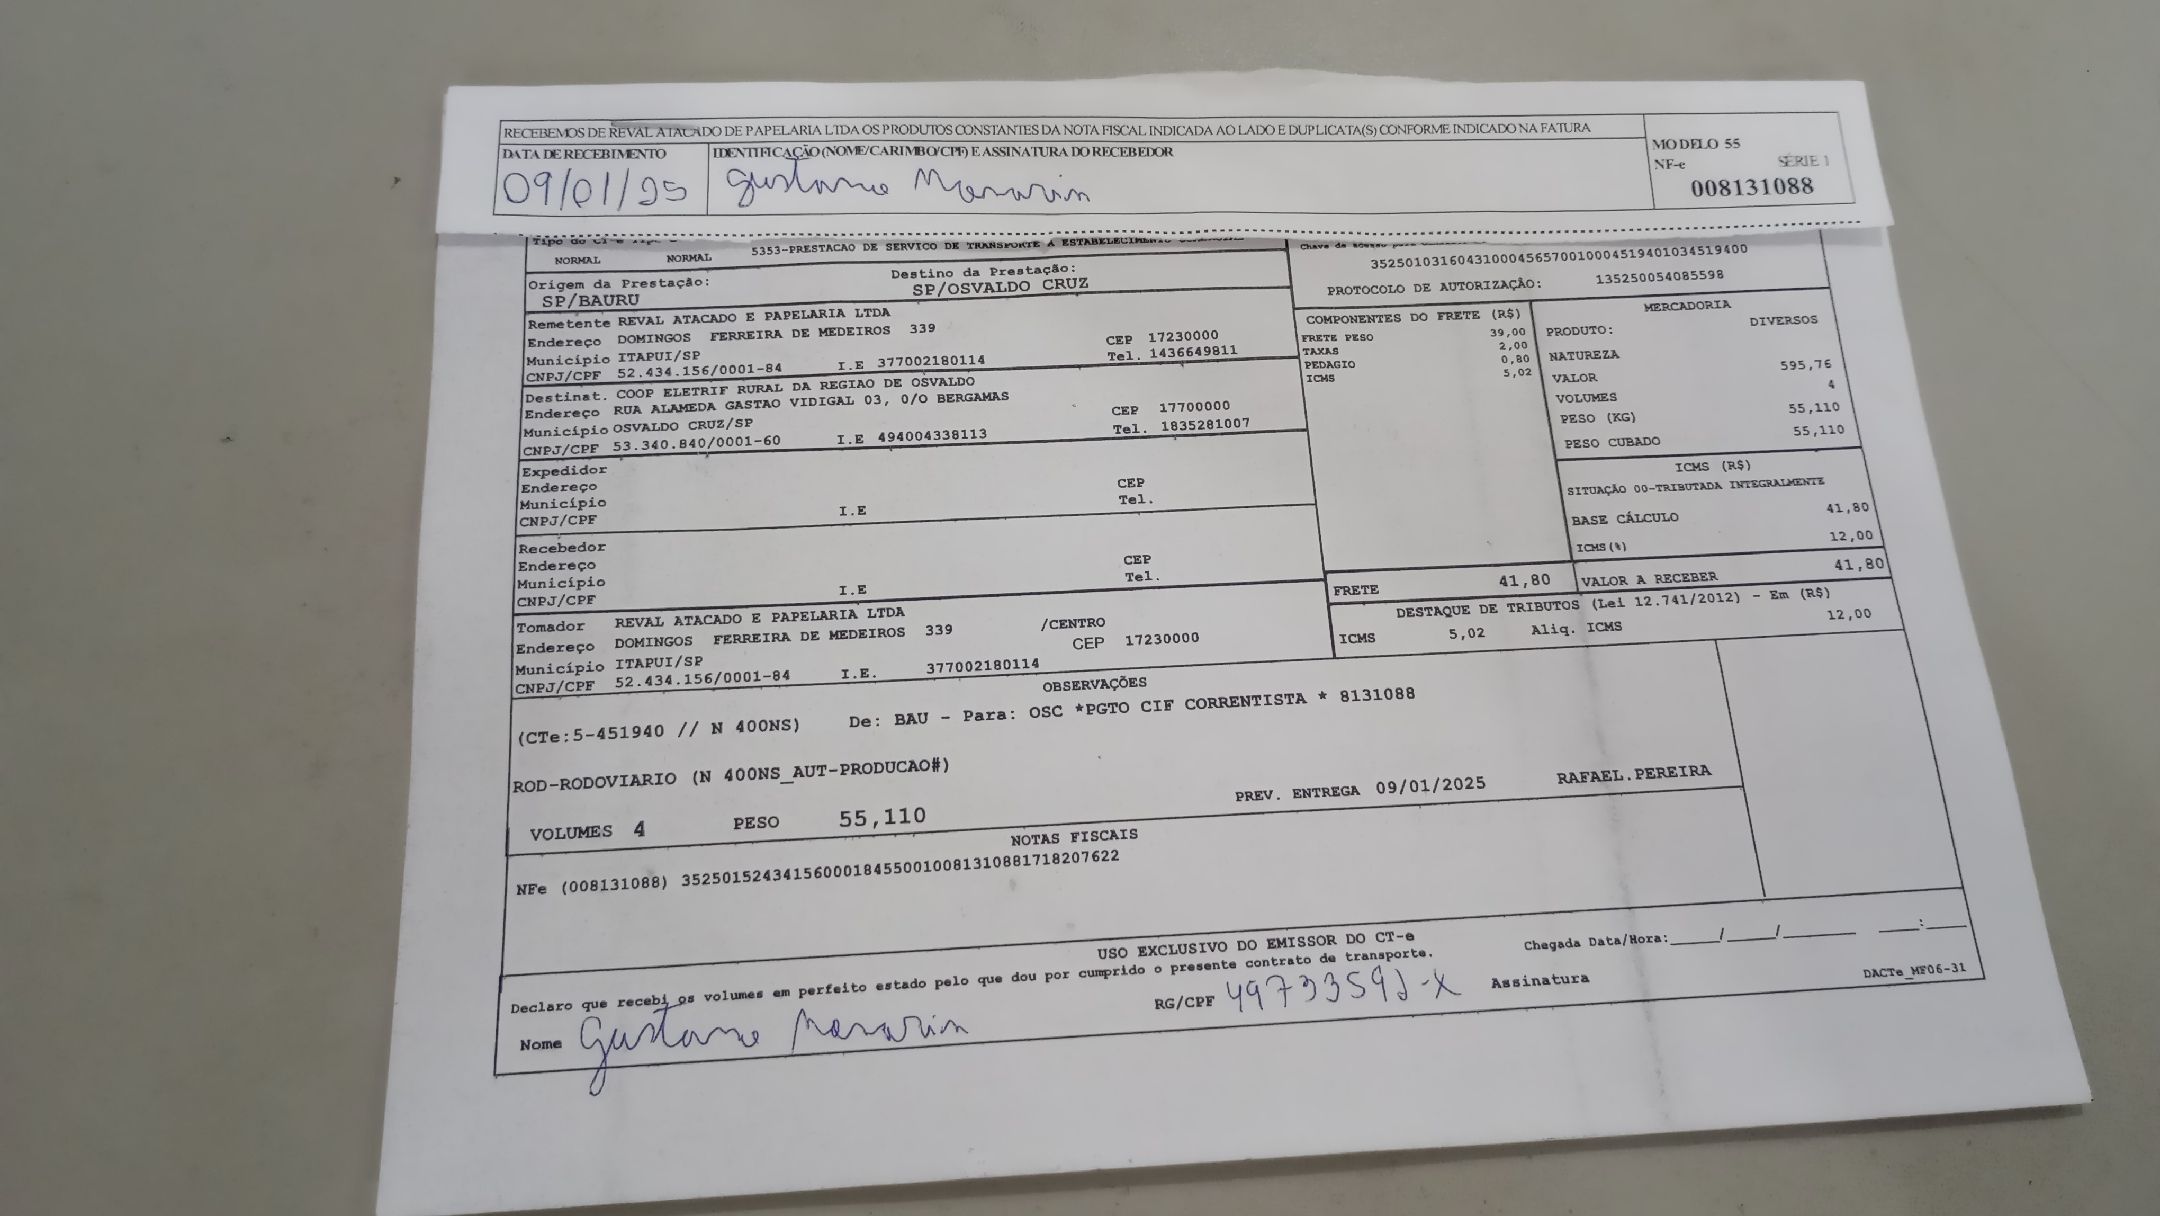 RECEBEMOS DE REVAL ATACADO DE PAPELARIA LTDA OS PRODUTOS CONSTANTES DA NOTA FISCAL INDICADA AO LADO E DUPLICATA(S) CONFORME INDICADO NA FATURA
DATA DE RECEBIMENTO
09/01/25
IDENTIFICAÇÃO (NOME/CARIMBO/CPF) E ASSINATURA DO RECEBEDOR
Gustavo
MODELO 55
NF-e SÉRIE 1
008131088
5353-PRESTACAO DE SERVICO DE TRANSPORTE A ESTABELECIMENTO
NORMAL NORMAL
Origem da Prestação: Destino da Prestação:
SP/BAURU SP/OSVALDO CRUZ
35250103160431000456570010004519401034519400
PROTOCOLO DE AUTORIZAÇÃO: 135250054085598
Remetente REVAL ATACADO E PAPELARIA LTDA
Endereço DOMINGOS FERREIRA DE MEDEIROS 339
Município ITAPUI/SP CEP 17230000
CNPJ/CPF 52.434.156/0001-84 I.E 377002180114 Tel. 1436649811
Destinat. COOP ELETRIF RURAL DA REGIAO DE OSVALDO
Endereço RUA ALAMEDA GASTAO VIDIGAL 03, 0/O BERGAMAS
Município OSVALDO CRUZ/SP CEP 17700000
CNPJ/CPF 53.340.840/0001-60 I.E 494004338113 Tel. 1835281007
Expedidor
Endereço
Município CEP
CNPJ/CPF I.E Tel.
Recebedor
Endereço
Município CEP
CNPJ/CPF I.E Tel.
Tomador REVAL ATACADO E PAPELARIA LTDA
Endereço DOMINGOS FERREIRA DE MEDEIROS 339 /CENTRO
Município ITAPUI/SP CEP 17230000
CNPJ/CPF 52.434.156/0001-84 I.E. 377002180114
COMPONENTES DO FRETE (R$)
FRETE PESO 39,00
TAXAS 2,00
PEDAGIO 0,80
ICMS 5,02
MERCADORIA
PRODUTO: DIVERSOS
NATUREZA
VALOR 595,76
VOLUMES 4
PESO (KG) 55,110
PESO CUBADO 55,110
ICMS (R$)
SITUAÇÃO 00-TRIBUTADA INTEGRALMENTE
BASE CÁLCULO 41,80
ICMS(%) 12,00
FRETE 41,80 VALOR A RECEBER 41,80
DESTAQUE DE TRIBUTOS (Lei 12.741/2012) - Em (R$)
ICMS 5,02 Aliq. ICMS 12,00
OBSERVAÇÕES
(CTe:5-451940 // N 400NS) De: BAU - Para: OSC *PGTO CIF CORRENTISTA * 8131088
ROD-RODOVIARIO (N 400NS_AUT-PRODUCAO#)
VOLUMES 4 PESO 55,110 PREV. ENTREGA 09/01/2025 RAFAEL.PEREIRA
NOTAS FISCAIS
NFe (008131088) 35250152434156000184550010081310881718207622
USO EXCLUSIVO DO EMISSOR DO CT-e
Declaro que recebi os volumes em perfeito estado pelo que dou por cumprido o presente contrato de transporte.
Chegada Data/Hora:____/____/______ ___:___
Nome Gustavo
RG/CPF Assinatura
DACTe_MF06-31